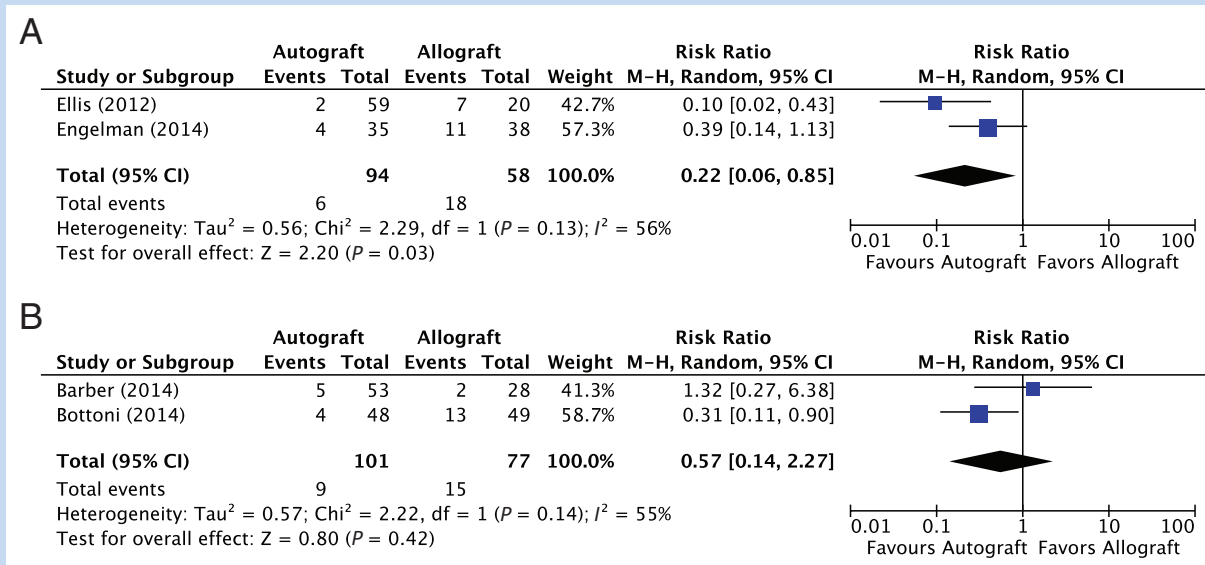 A
Autograft Allograft Risk Ratio Risk Ratio
Study or Subgroup Events Total Events Total Weight M-H, Random, 95% CI M-H, Random, 95% CI
Ellis (2012) 2 59 7 20 42.7% 0.10 [0.02, 0.43]
Engelman (2014) 4 35 11 38 57.3% 0.39 [0.14, 1.13]
Total (95% CI) 94 58 100.0% 0.22 [0.06, 0.85]
Total events 6 18
Heterogeneity: Tau² = 0.56; Chi² = 2.29, df = 1 (P = 0.13); I² = 56%
Test for overall effect: Z = 2.20 (P = 0.03)
0.01 0.1 1 10 100
Favours Autograft Favors Allograft
B
Autograft Allograft Risk Ratio Risk Ratio
Study or Subgroup Events Total Events Total Weight M-H, Random, 95% CI M-H, Random, 95% CI
Barber (2014) 5 53 2 28 41.3% 1.32 [0.27, 6.38]
Bottoni (2014) 4 48 13 49 58.7% 0.31 [0.11, 0.90]
Total (95% CI) 101 77 100.0% 0.57 [0.14, 2.27]
Total events 9 15
Heterogeneity: Tau² = 0.57; Chi² = 2.22, df = 1 (P = 0.14); I² = 55%
Test for overall effect: Z = 0.80 (P = 0.42)
0.01 0.1 1 10 100
Favours Autograft Favors Allograft